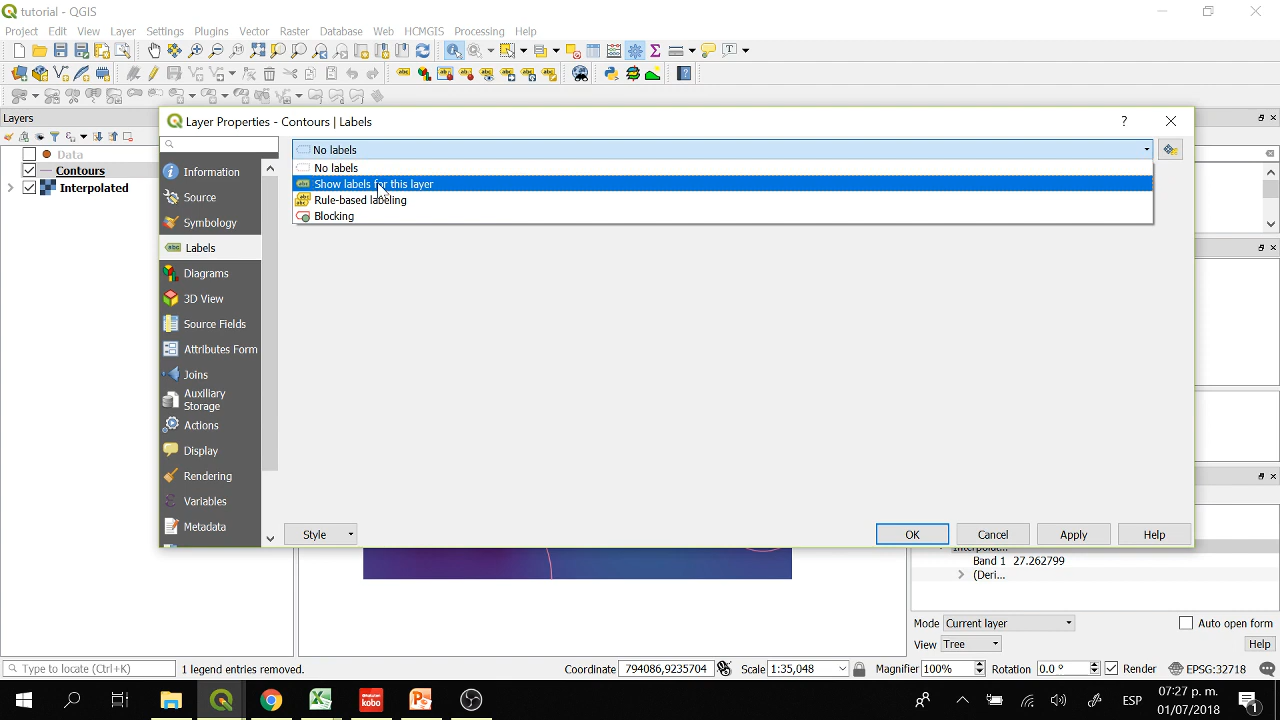 tutorial - QGIS
Project Edit View Layer Settings Plugins Vector Raster Database Web HCMGIS Processing Help
Layers
Data
Contours
Interpolated
Layer Properties - Contours | Labels
?
No labels
No labels
Show labels for this layer
Rule-based labeling
Blocking
Information
Source
Symbology
abc Labels
Diagrams
3D View
Source Fields
Attributes Form
Joins
Auxiliary
Storage
Actions
Display
Rendering
Variables
Metadata
Style
OK Cancel Apply Help
Band 1 27.262799
(Deri...
Mode Current layer Auto open form
View Tree Help
Type to locate (Ctrl+K) 1 legend entries removed. Coordinate 794086,9235704 Scale 1:35,048 Magnifier 100% Rotation 0.0 ° Render EPSG:32718
Rakuten
kobo
ESP
07:27 p. m.
01/07/2018
1